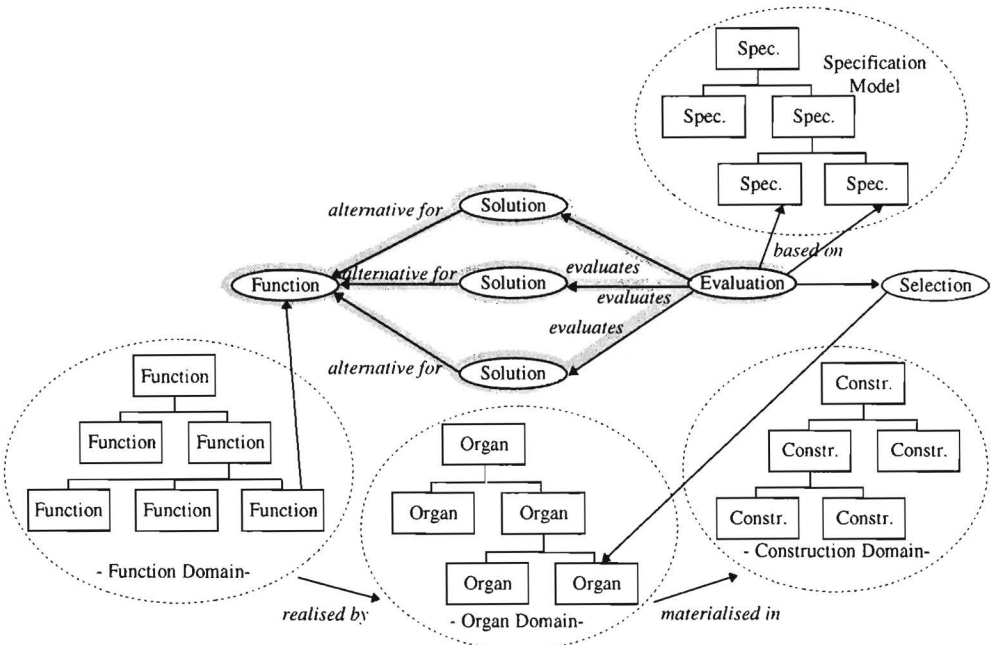 Spec.
Specification
Model
Spec.
Spec.
Spec.
Spec.
alternative for
Solution
based on
alternative for
evaluates
Function
Solution
Evaluation
Selection
evaluates
evaluates
alternative for
Solution
Function
Function
Function
Function
Function
Function
- Function Domain-
Organ
Organ
Organ
Organ
Organ
- Organ Domain-
Constr.
Constr.
Constr.
Constr.
Constr.
- Construction Domain-
realised by
materialised in